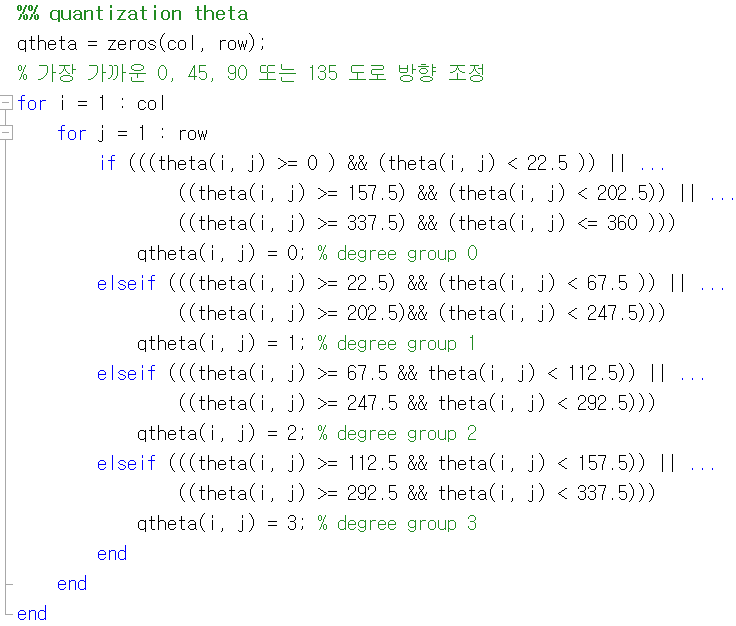 %% quantization theta
qtheta = zeros(col, row);
% 가장 가까운 0, 45, 90 또는 135 도로 방향 조정
for i = 1 : col
for j = 1 : row
if (((theta(i, j) >= 0 ) && (theta(i, j) < 22.5 )) || ...
((theta(i, j) >= 157.5) && (theta(i, j) < 202.5)) || ...
((theta(i, j) >= 337.5) && (theta(i, j) <= 360 )))
qtheta(i, j) = 0; % degree group 0
elseif (((theta(i, j) >= 22.5) && (theta(i, j) < 67.5 )) || ...
((theta(i, j) >= 202.5)&& (theta(i, j) < 247.5)))
qtheta(i, j) = 1; % degree group 1
elseif (((theta(i, j) >= 67.5 && theta(i, j) < 112.5)) || ...
((theta(i, j) >= 247.5 && theta(i, j) < 292.5)))
qtheta(i, j) = 2; % degree group 2
elseif (((theta(i, j) >= 112.5 && theta(i, j) < 157.5)) || ...
((theta(i, j) >= 292.5 && theta(i, j) < 337.5)))
qtheta(i, j) = 3; % degree group 3
end
end
end